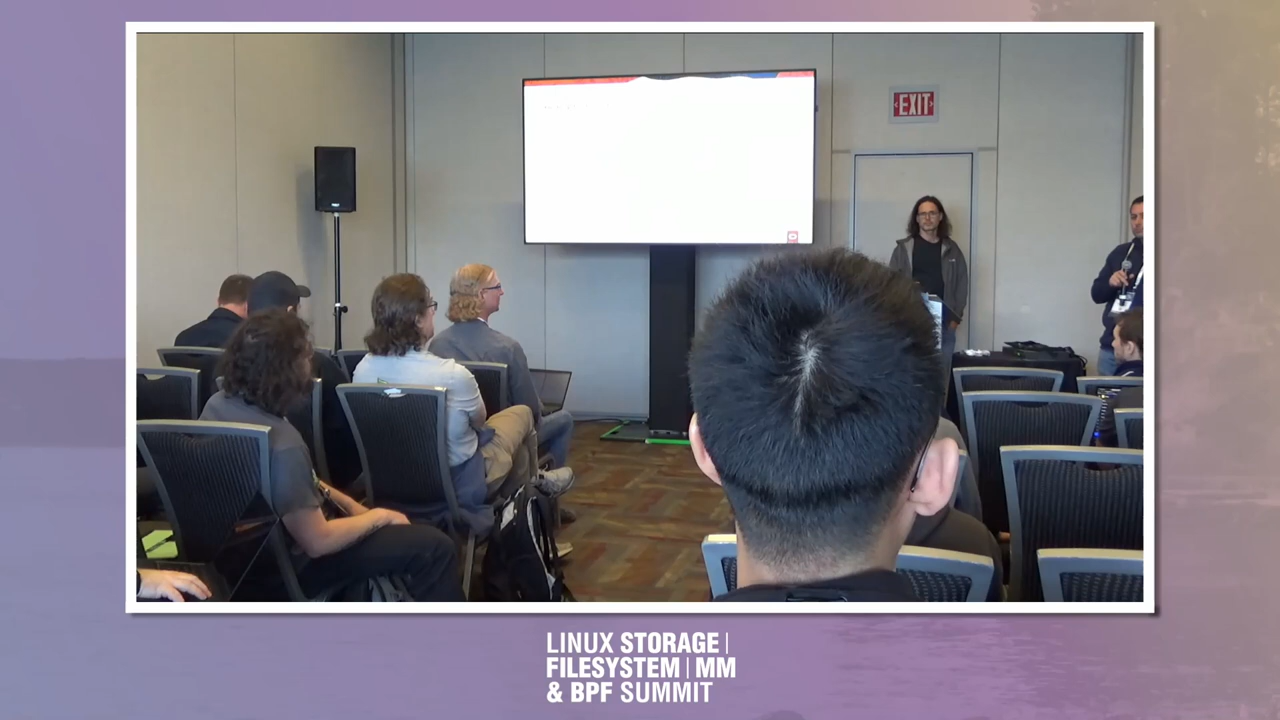 EXIT
LINUX STORAGE |
FILESYSTEM | MM
& BPF SUMMIT